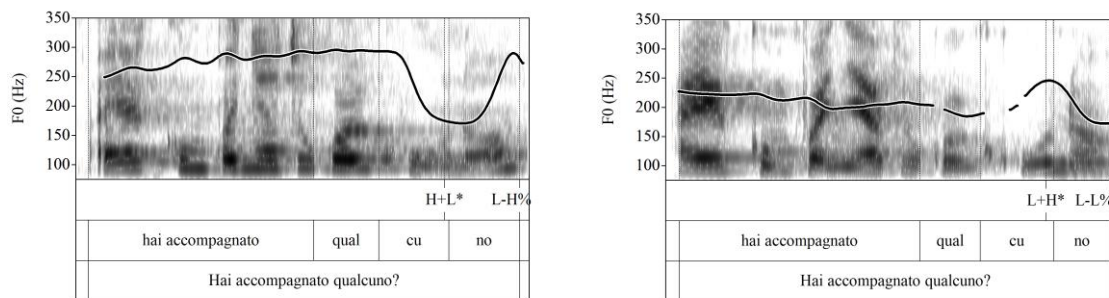 350
300
250
200
150
100
F0 (Hz)
H+L* L-H%
hai accompagnato qual cu no
Hai accompagnato qualcuno?
350
300
250
200
150
100
F0 (Hz)
L+H* L-L%
hai accompagnato qual cu no
Hai accompagnato qualcuno?